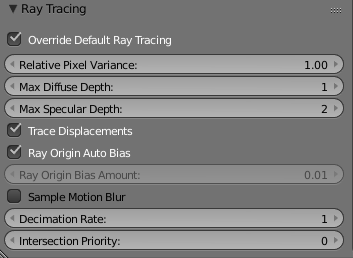 Ray Tracing
Override Default Ray Tracing
Relative Pixel Variance: 1.00
Max Diffuse Depth: 1
Max Specular Depth: 2
Trace Displacements
Ray Origin Auto Bias
Ray Origin Bias Amount: 0.01
Sample Motion Blur
Decimation Rate: 1
Intersection Priority: 0